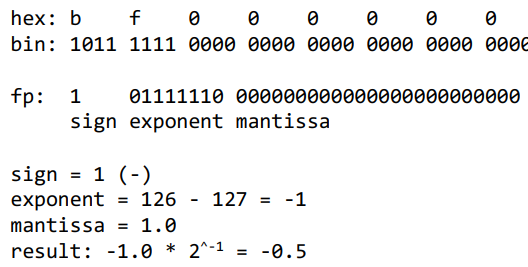 hex: b f 0 0 0 0 0 0
bin: 1011 1111 0000 0000 0000 0000 0000 0000
fp: 1 01111110 00000000000000000000000
sign exponent mantissa
sign = 1 (-)
exponent = 126 - 127 = -1
mantissa = 1.0
result: -1.0 * 2^-1 = -0.5